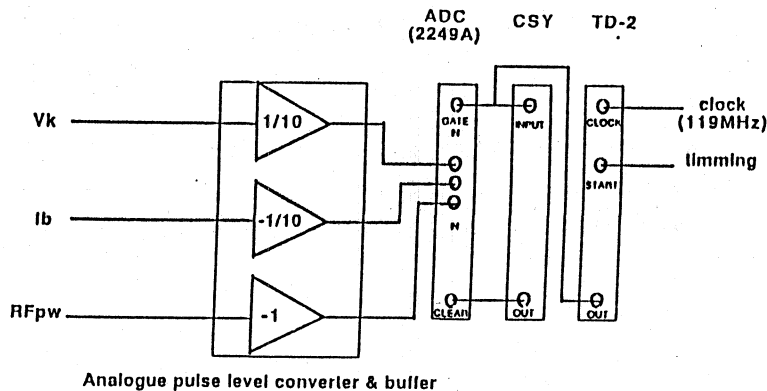 ADC CSY TD-2
(2249A)
Vk
1/10
GATE
IN
INPUT
CLOCK
clock
(119MHz)
START
timming
Ib
-1/10
IN
RFpw
-1
CLEAR
OUT
OUT
Analogue pulse level converter & buffer